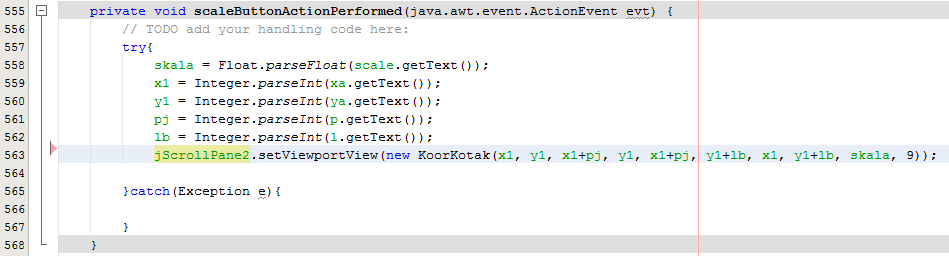 555 private void scaleButtonActionPerformed(java.awt.event.ActionEvent evt) {
556 // TODO add your handling code here:
557 try{
558 skala = Float.parseFloat(scale.getText());
559 x1 = Integer.parseInt(xa.getText());
560 y1 = Integer.parseInt(ya.getText());
561 pj = Integer.parseInt(p.getText());
562 lb = Integer.parseInt(l.getText());
563 jScrollPane2.setViewportView(new KoorKotak(x1, y1, x1+pj, y1, x1+pj, y1+lb, x1, y1+lb, skala, 9));
564
565 }catch(Exception e){
566
567 }
568 }